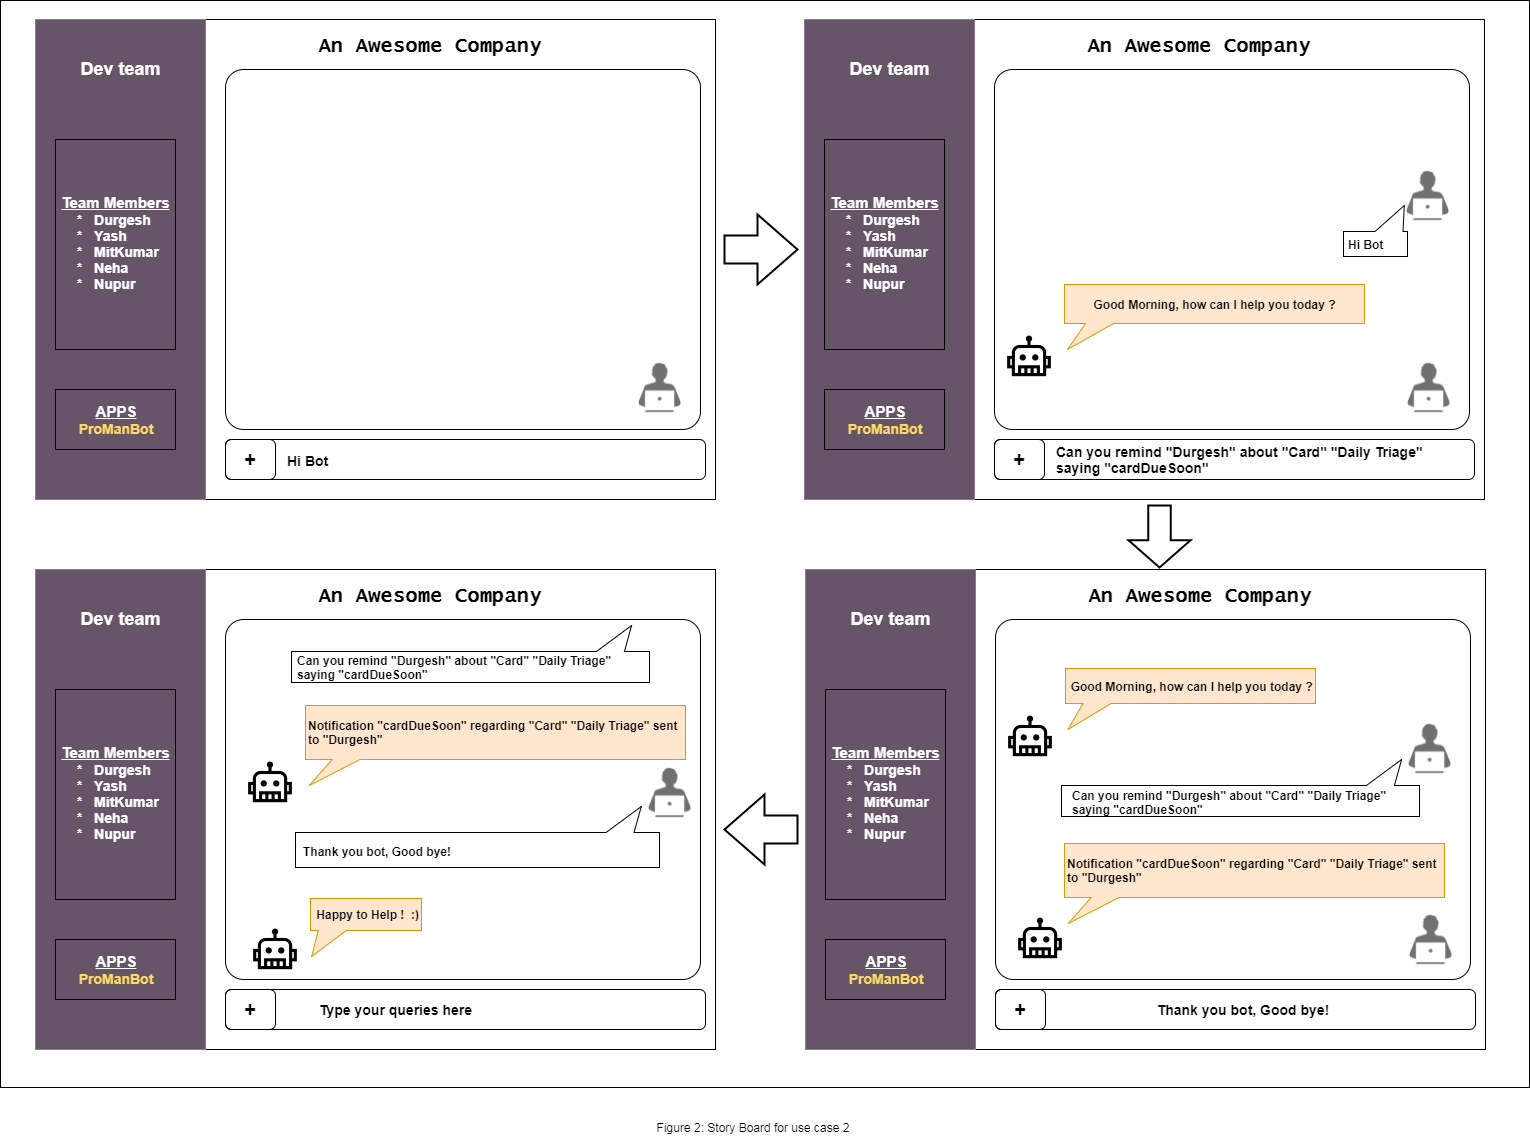 An Awesome Company
Dev team
Team Members
* Durgesh
* Yash
* MitKumar
* Neha
* Nupur
APPS
ProManBot
+
Hi Bot
An Awesome Company
Dev team
Team Members
* Durgesh
* Yash
* MitKumar
* Neha
* Nupur
APPS
ProManBot
Hi Bot
Good Morning, how can I help you today ?
+
Can you remind "Durgesh" about "Card" "Daily Triage"
saying "cardDueSoon"
An Awesome Company
Dev team
Team Members
* Durgesh
* Yash
* MitKumar
* Neha
* Nupur
APPS
ProManBot
Can you remind "Durgesh" about "Card" "Daily Triage"
saying "cardDueSoon"
Notification "cardDueSoon" regarding "Card" "Daily Triage" sent
to "Durgesh"
Thank you bot, Good bye!
Happy to Help ! :)
+
Type your queries here
An Awesome Company
Dev team
Team Members
* Durgesh
* Yash
* MitKumar
* Neha
* Nupur
APPS
ProManBot
Good Morning, how can I help you today ?
Can you remind "Durgesh" about "Card" "Daily Triage"
saying "cardDueSoon"
Notification "cardDueSoon" regarding "Card" "Daily Triage" sent
to "Durgesh"
+
Thank you bot, Good bye!
Figure 2: Story Board for use case 2